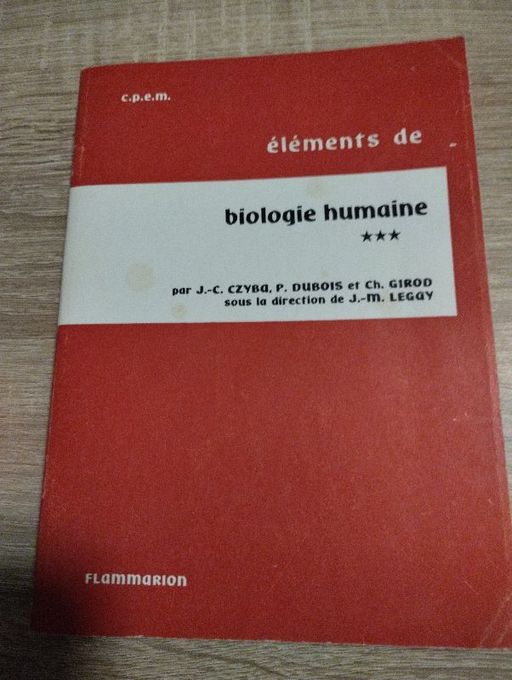 c.p.e.m.
éléments de
biologie humaine
★★★
par J.-C. CZYBA, P. DUBOIS et Ch. GIROD
sous la direction de J.-M. LEGAY
FLAMMARION